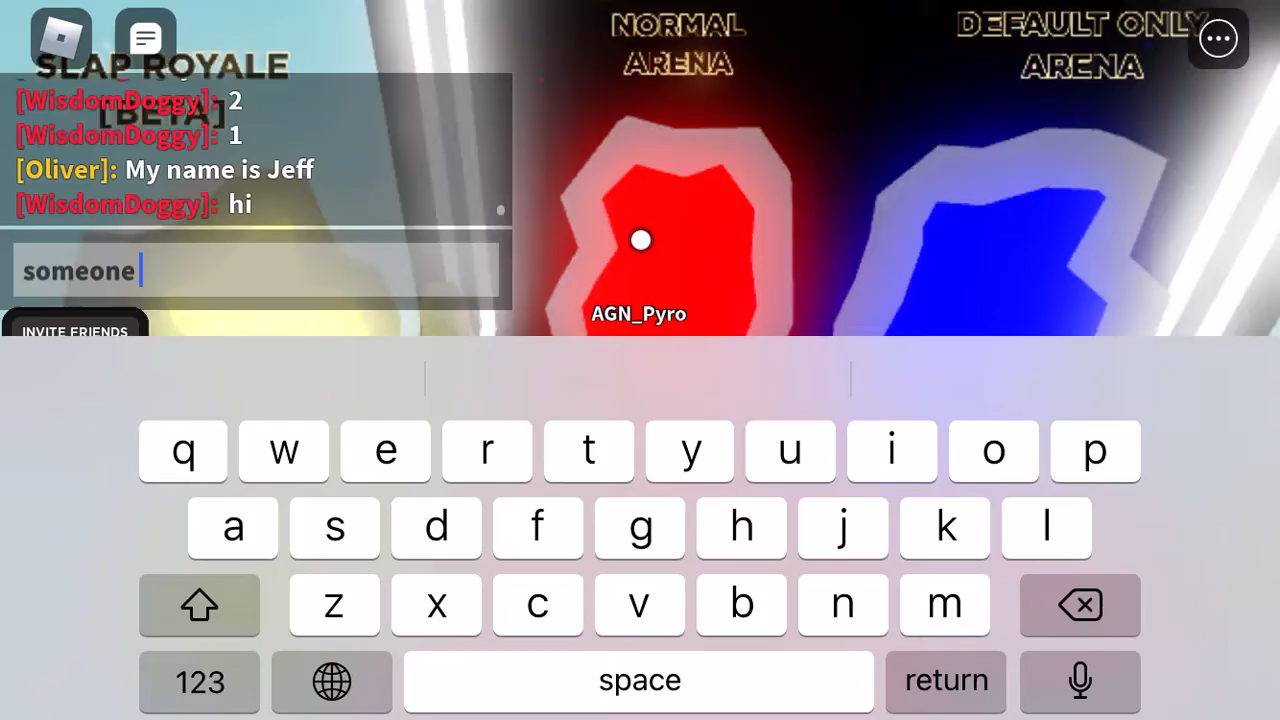 NORMAL
ARENA
DEFAULT ONLY
ARENA
SLAP ROYALE
[BETA]
[WisdomDoggy]: 2
[WisdomDoggy]: 1
[Oliver]: My name is Jeff
[WisdomDoggy]: hi
someone
INVITE FRIENDS
AGN_Pyro
q w e r t y u i o p
a s d f g h j k l
z x c v b n m
123 space return